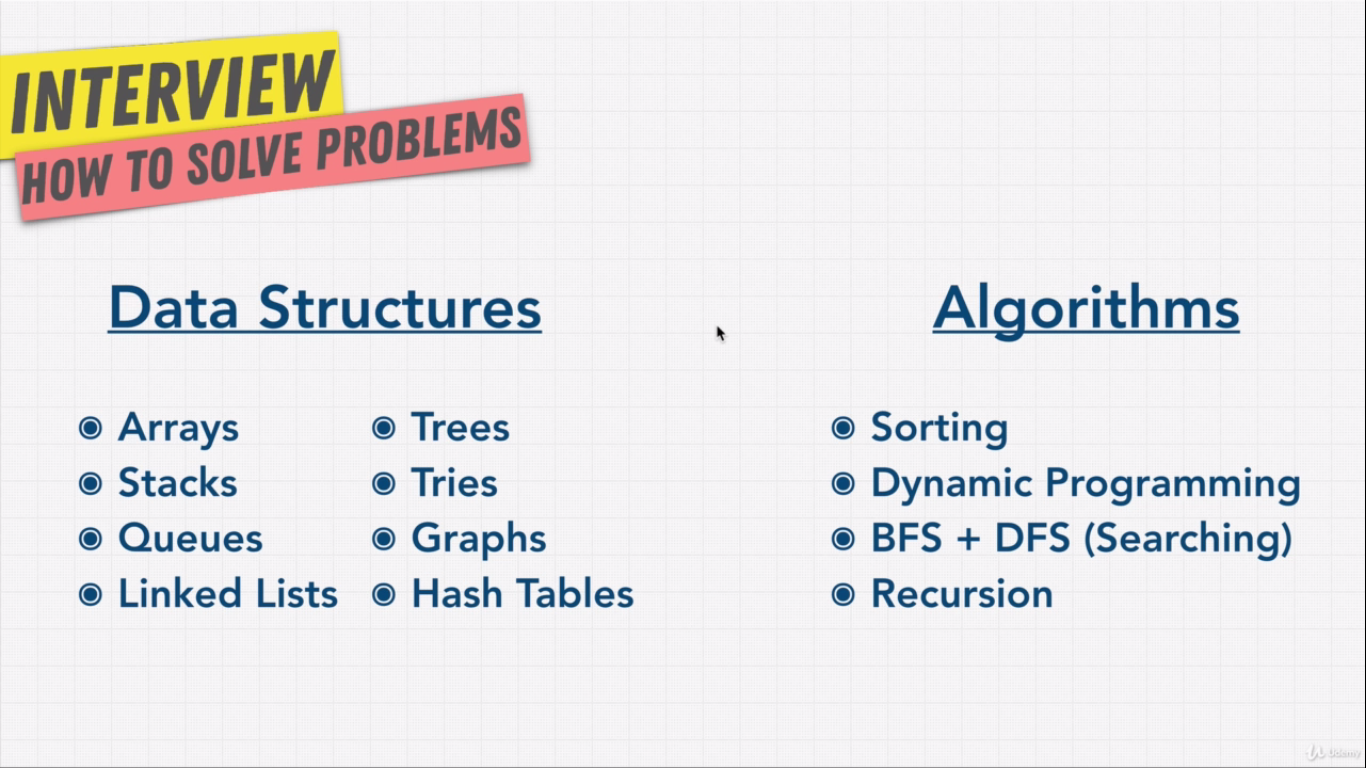 INTERVIEW
HOW TO SOLVE PROBLEMS
Data Structures
Arrays
Stacks
Queues
Linked Lists
Trees
Tries
Graphs
Hash Tables
Algorithms
Sorting
Dynamic Programming
BFS + DFS (Searching)
Recursion
Udemy